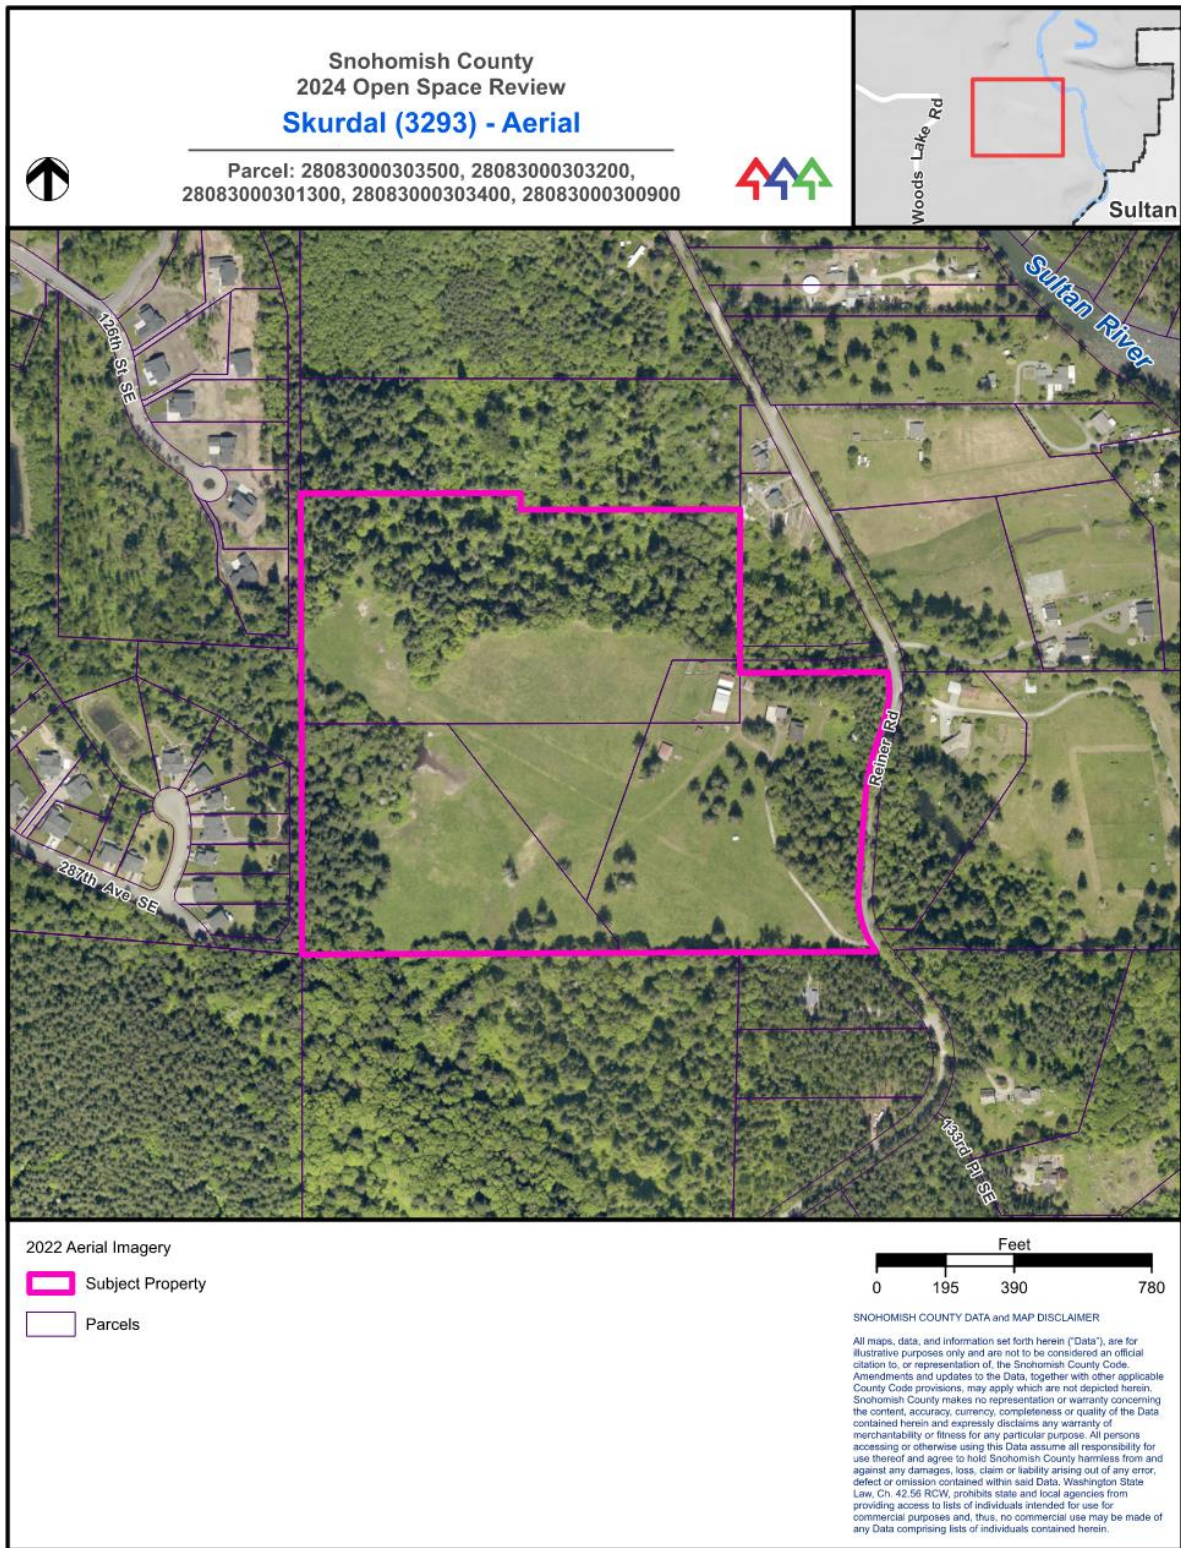 Snohomish County
2024 Open Space Review
Skurdal (3293) - Aerial
Parcel: 28083000303500, 28083000303200,
28083000301300, 28083000303400, 28083000300900
Woods Lake Rd
Sultan
Sultan River
126th St SE
Reiner Rd
287th Ave SE
133rd Pl SE
2022 Aerial Imagery
Subject Property
Parcels
Feet
0 195 390 780
SNOHOMISH COUNTY DATA and MAP DISCLAIMER
All maps, data, and information set forth herein ("Data"), are for
illustrative purposes only and are not to be considered an official
citation to, or representation of, the Snohomish County Code.
Amendments and updates to the Data, together with other applicable
County Code provisions, may apply which are not depicted herein.
Snohomish County makes no representation or warranty concerning
the content, accuracy, currency, completeness or quality of the Data
contained herein and expressly disclaims any warranty of
merchantability or fitness for any particular purpose. All persons
accessing or otherwise using this Data assume all responsibility for
use thereof and agree to hold Snohomish County harmless from and
against any damages, loss, claim or liability arising out of any error,
defect or omission contained within said Data. Washington State
Law, Ch. 42.56 RCW, prohibits state and local agencies from
providing access to lists of individuals intended for use for
commercial purposes and, thus, no commercial use may be made of
any Data comprising lists of individuals contained herein.